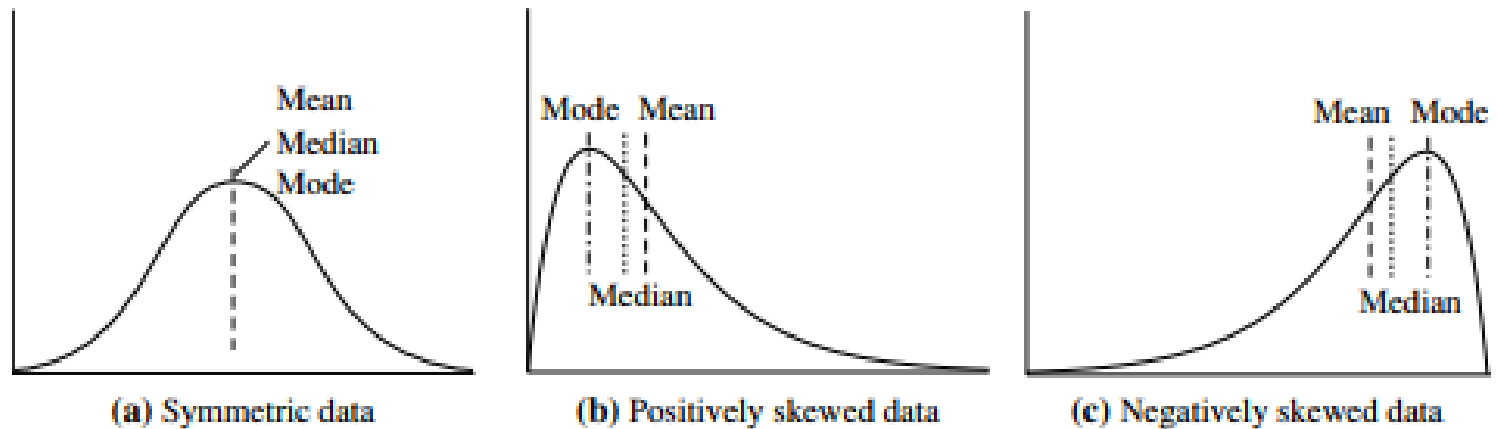 Mean
Median
Mode
(a) Symmetric data
Mode Mean
Median
(b) Positively skewed data
Mean Mode
Median
(c) Negatively skewed data